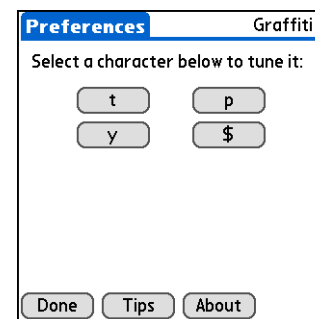 Preferences Graffiti
Select a character below to tune it:
t p
y $
Done Tips About